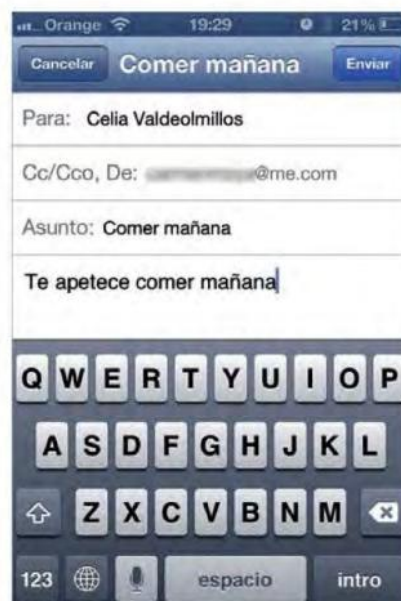 Orange 19:29 21%
Cancelar Comer mañana Enviar
Para: Celia Valdeolmillos
Cc/Cco, De: @me.com
Asunto: Comer mañana
Te apetece comer mañana
Q W E R T Y U I O P
A S D F G H J K L
Z X C V B N M
123 espacio intro